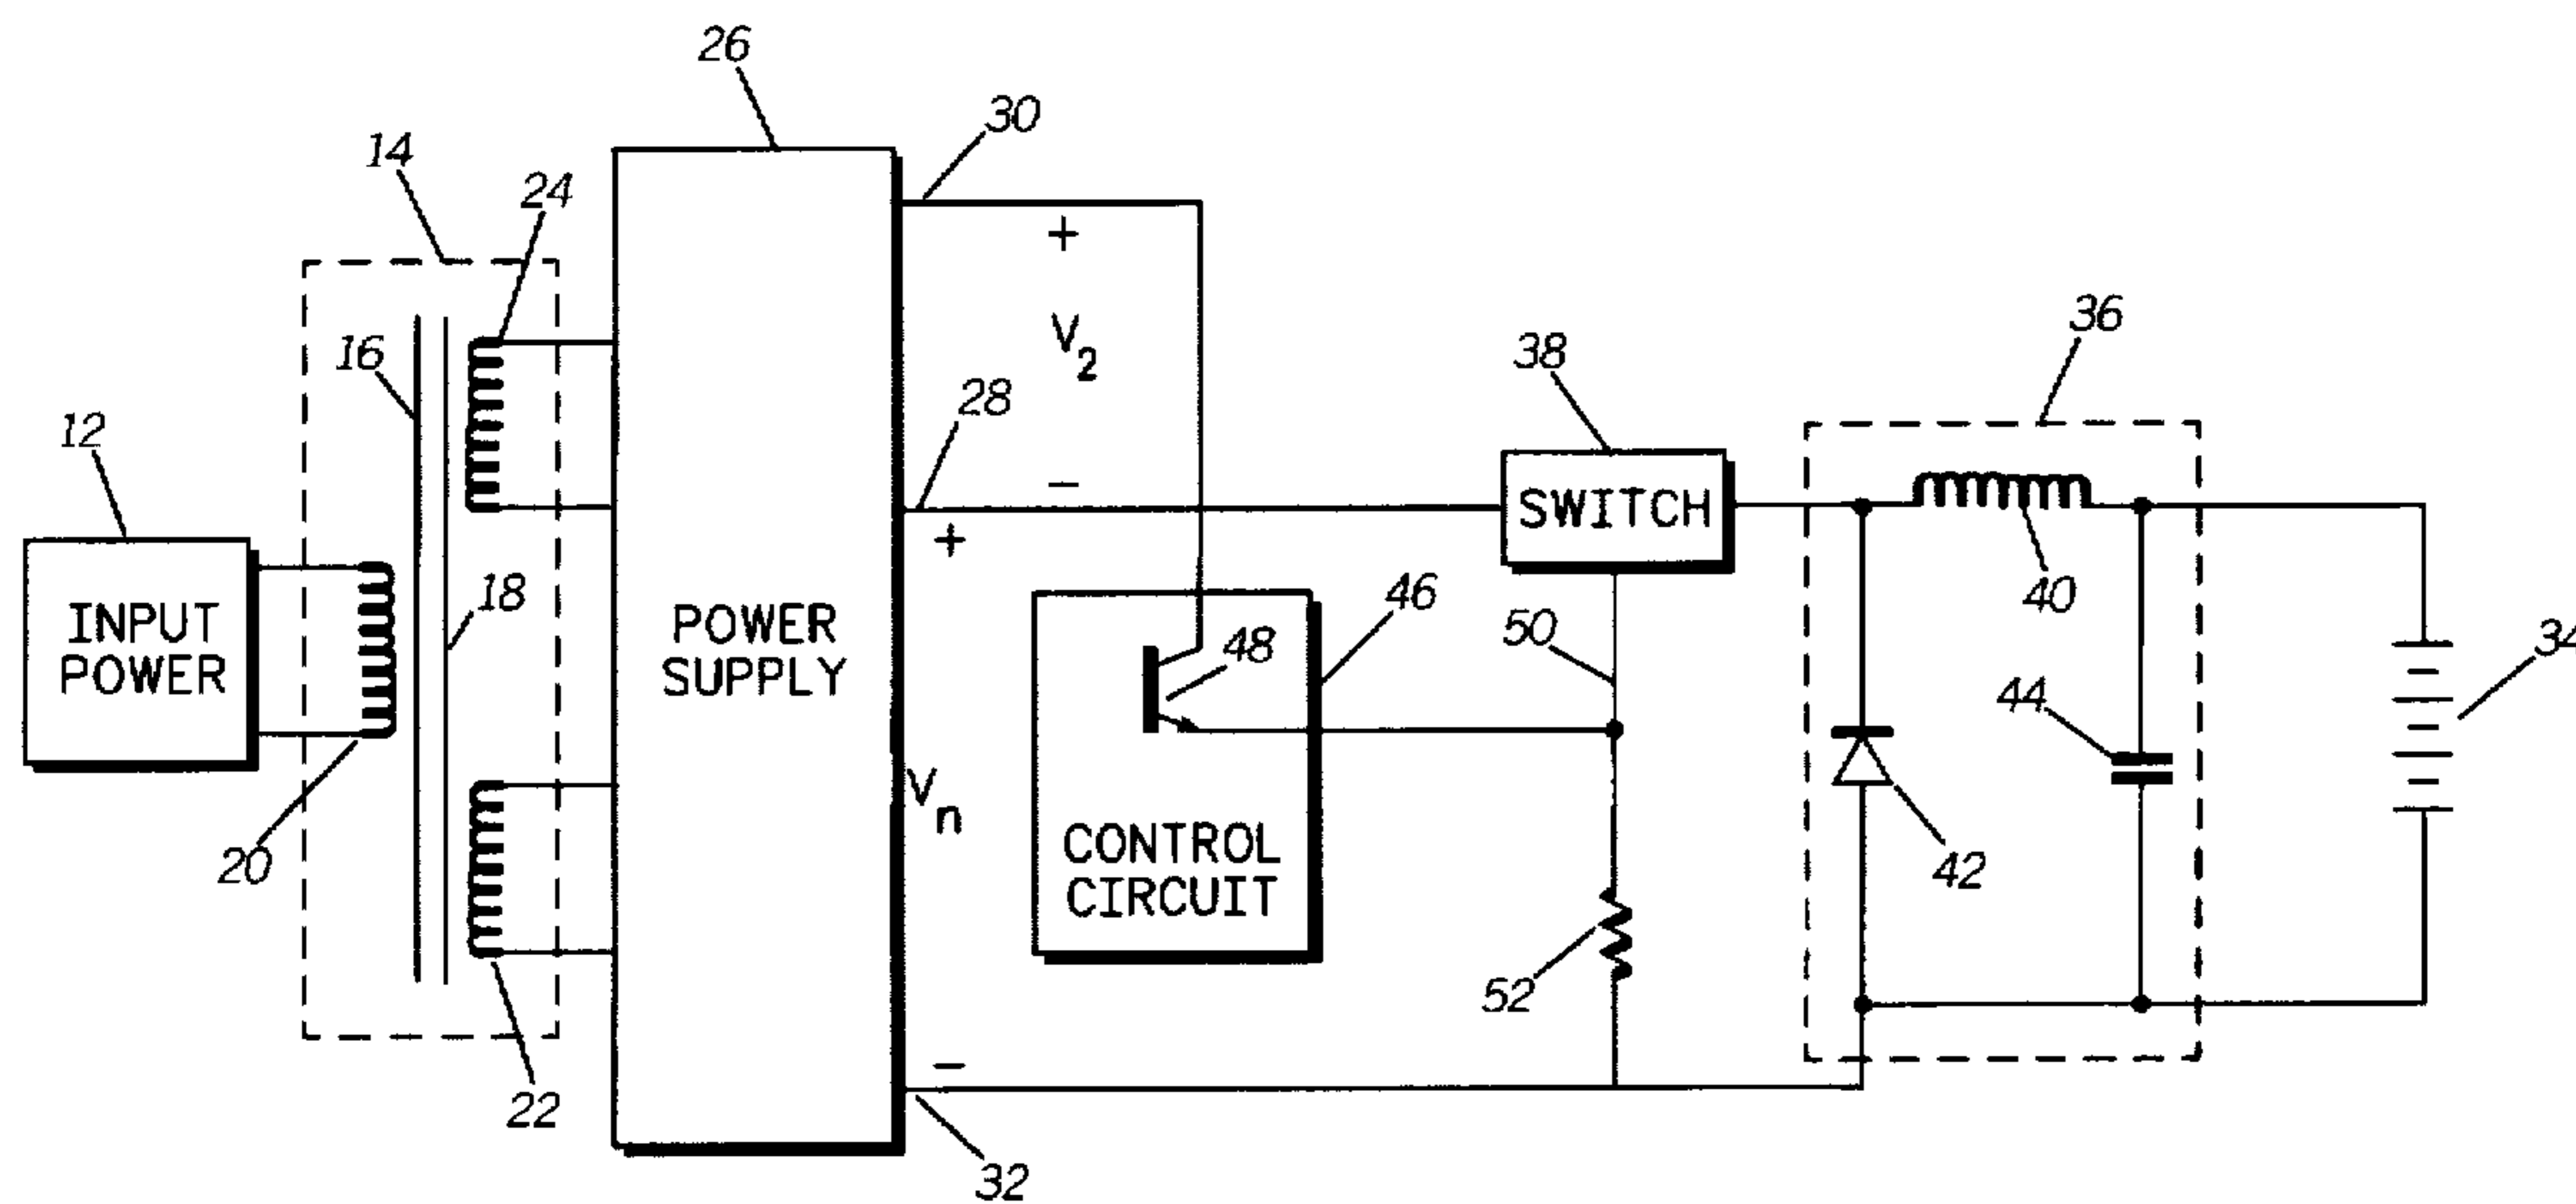 26
30
14
24
16
V2
28
38
36
12
+
-
SWITCH
+
40
18
46
50
48
34
INPUT
POWER
POWER
SUPPLY
44
Vn
CONTROL
CIRCUIT
20
42
52
-
22
32